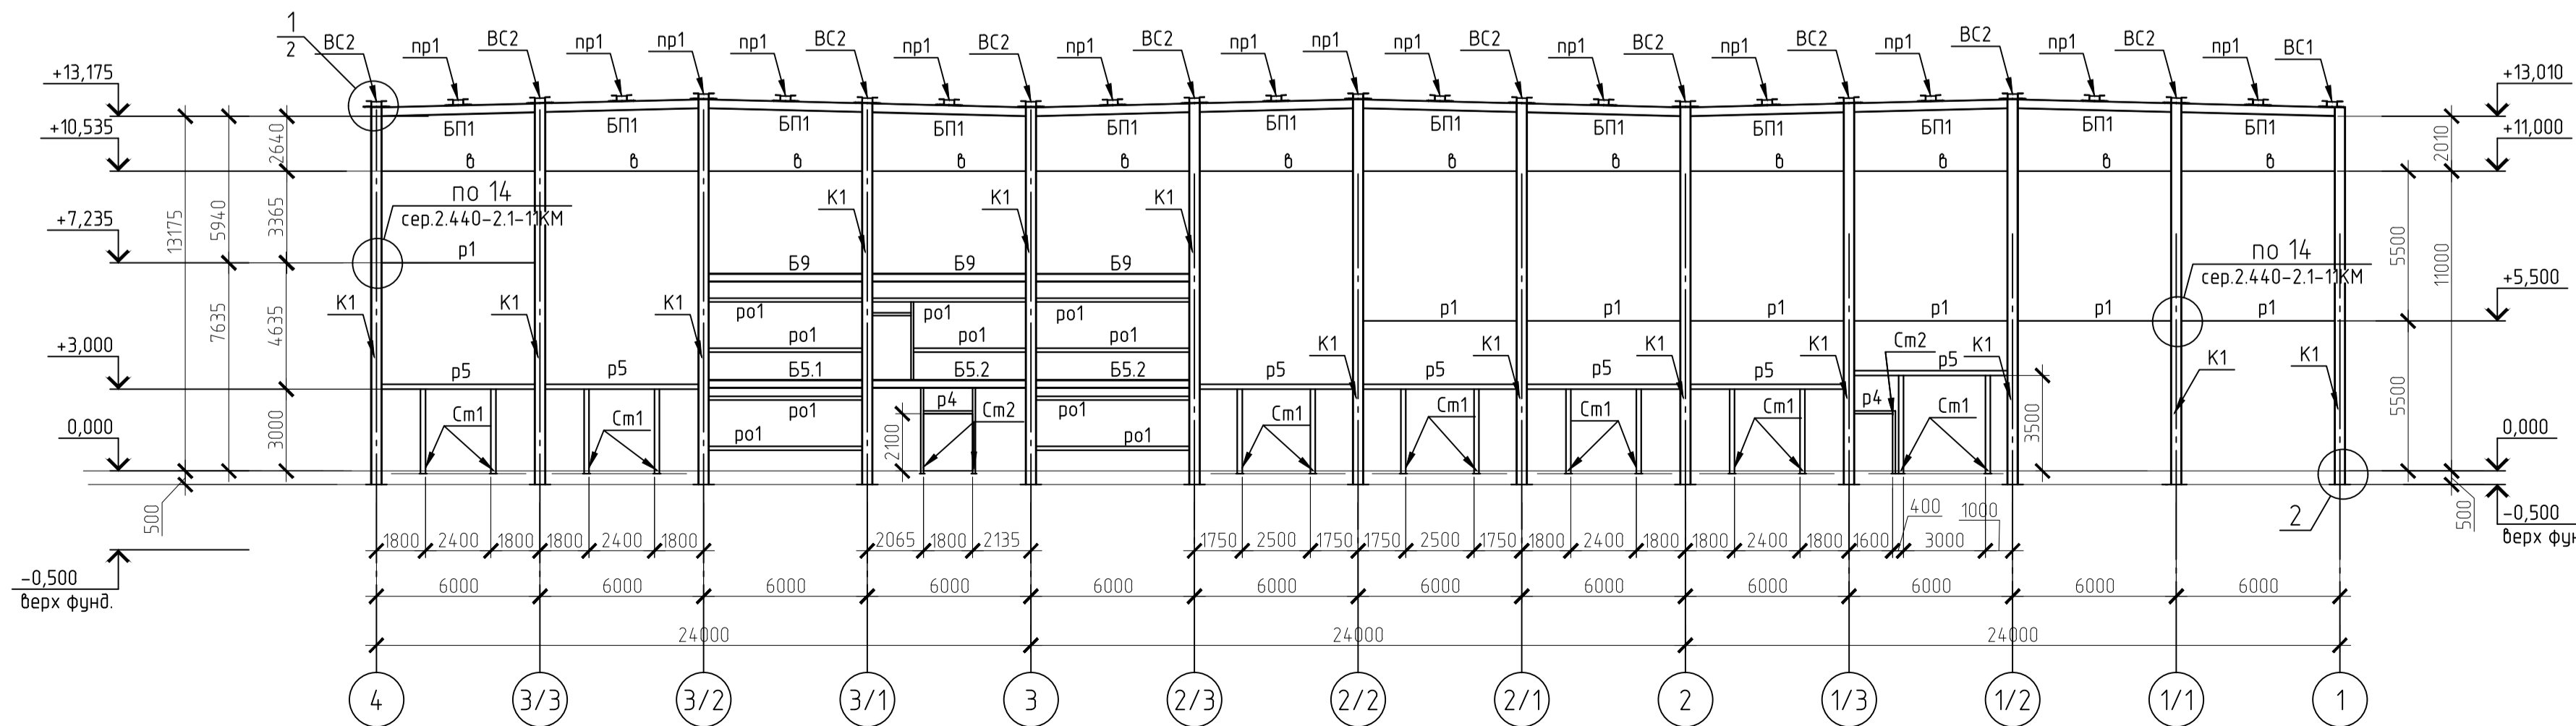 1
2
ВС2 пр1 ВС2 пр1 пр1 пр1 ВС2 пр1 ВС2 пр1 ВС2 пр1 пр1 пр1 ВС2 пр1 ВС2 пр1 ВС2 пр1 ВС2 пр1 ВС2 пр1 ВС1
+13,175
+13,010
БП1 БП1 БП1 БП1 БП1 БП1 БП1 БП1 БП1 БП1 БП1 БП1
+10,535
+11,000
2640
2010
в в в в в в в в в в в в
по 14
сер.2.440-2.1-11КМ
К1 К1 К1
+7,235
13175
5940
3365
р1
Б9 Б9 Б9
по 14
сер.2.440-2.1-11КМ
5500
11000
К1 К1 К1
ро1 ро1 ро1
+5,500
р1 р1 р1 р1 р1 р1
7635
4635
ро1 ро1 ро1
+3,000
К1 К1 К1 К1 Ст2 К1 К1 К1
р5 р5 Б5.1 Б5.2 Б5.2 р5 р5 р5 р5 р5
5500
0,000
0,000
3000
Ст1 Ст1 ро1 р4 Ст2 ро1 Ст1 Ст1 Ст1 Ст1 р4 Ст1
ро1 ро1
2100
3500
500
500
-0,500
верх фун
-0,500
верх фунд.
1800 2400 1800 1800 2400 1800 2065 1800 2135 1750 2500 1750 1750 2500 1750 1800 2400 1800 1800 2400 1800 1600 400 3000 1000
6000 6000 6000 6000 6000 6000 6000 6000 6000 6000 6000 6000
24000 24000 24000
2
4 3/3 3/2 3/1 3 2/3 2/2 2/1 2 1/3 1/2 1/1 1